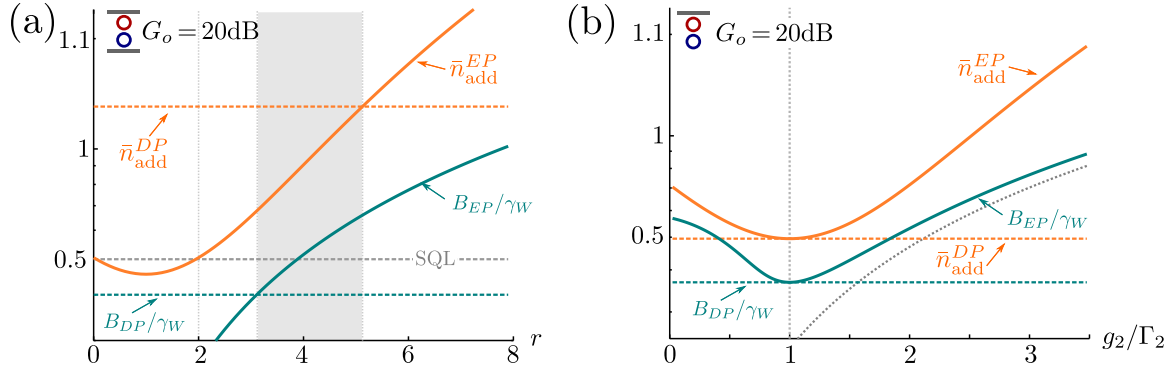 (a)
G_o = 20dB
1.1
1
0.5
n̄_add^EP
n̄_add^DP
B_EP/γ_W
SQL
B_DP/γ_W
0 2 4 6 8 r
(b)
G_o = 20dB
1.1
1
0.5
n̄_add^EP
B_EP/γ_W
n̄_add^DP
B_DP/γ_W
0 1 2 3 g_2/Γ_2